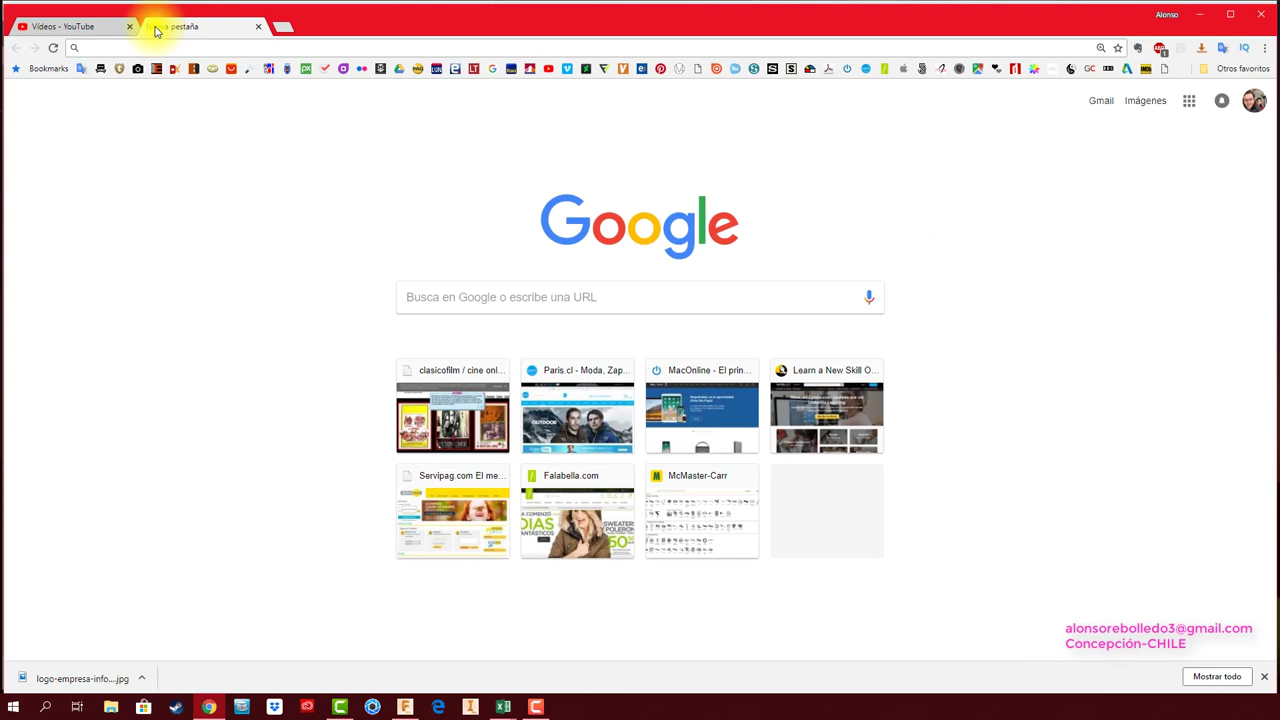 Alonso
Vídeos - YouTube
pestaña
Bookmarks
Otros favoritos
Gmail
Imágenes
Google
Busca en Google o escribe una URL
clasicofilm / cine onl...
Paris cl - Moda, Zap...
MacOnline - El prin...
Learn a New Skill O...
Servipag.com El me...
Falabella.com
McMaster-Carr
alonsorebolledo3@gmail.com
Concepción-CHILE
logo-empresa-info....jpg
Mostrar todo